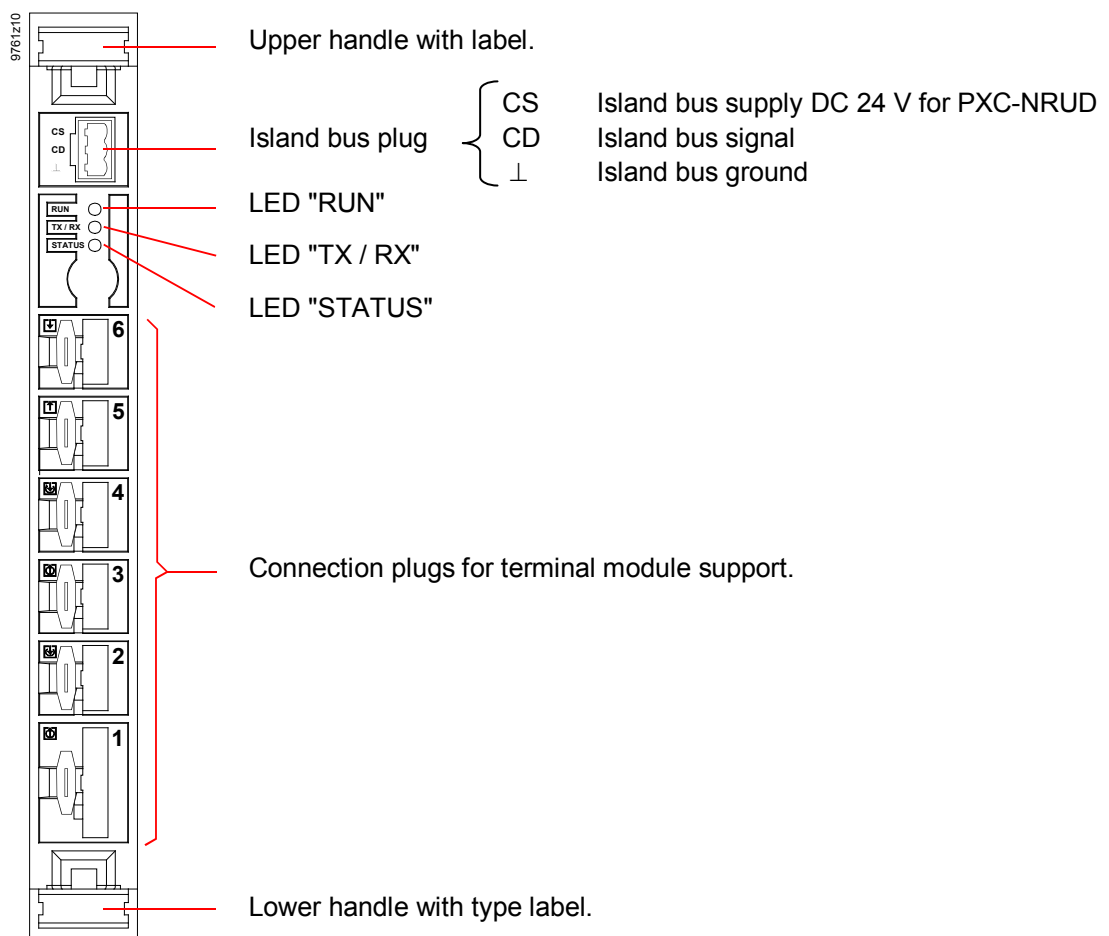 9761z10
Upper handle with label.
CS Island bus supply DC 24 V for PXC-NRUD
Island bus plug
CD Island bus signal
⊥ Island bus ground
CS
CD
⊥
LED "RUN"
LED "TX / RX"
LED "STATUS"
RUN
TX / RX
STATUS
6
5
4
3
2
1
Connection plugs for terminal module support.
Lower handle with type label.